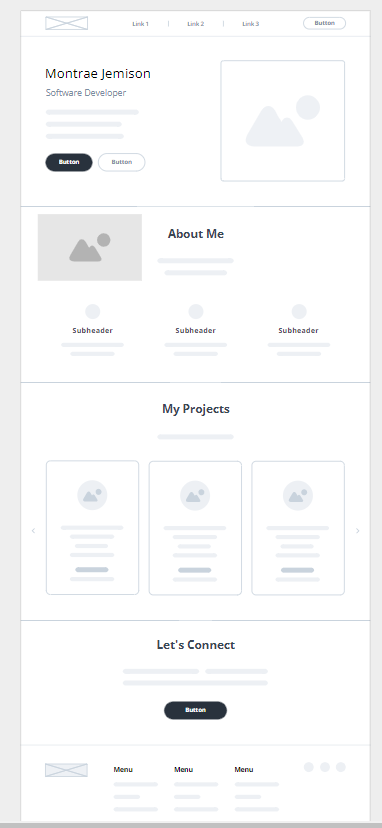 Link 1 Link 2 Link 3 Button
Montrae Jemison
Software Developer
Button Button
About Me
Subheader Subheader Subheader
My Projects
Let's Connect
Button
Menu Menu Menu